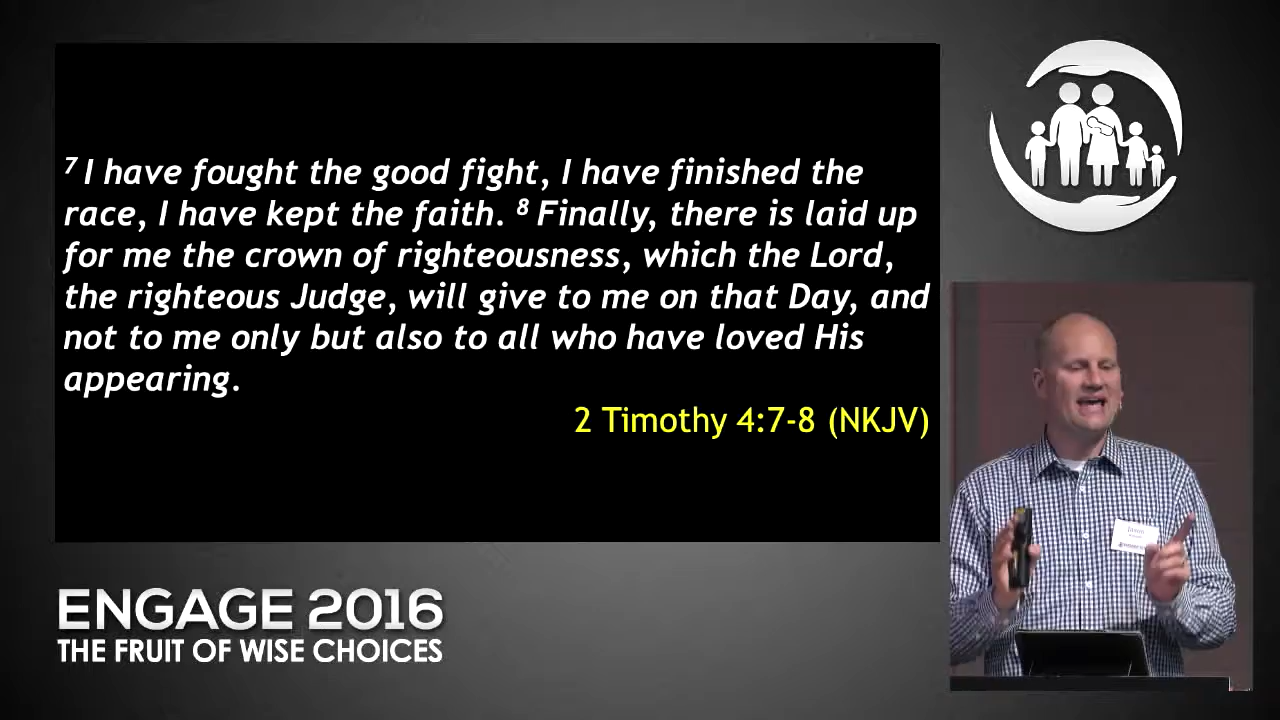 ⁷ I have fought the good fight, I have finished the
race, I have kept the faith. ⁸ Finally, there is laid up
for me the crown of righteousness, which the Lord,
the righteous Judge, will give to me on that Day, and
not to me only but also to all who have loved His
appearing.
2 Timothy 4:7-8 (NKJV)
ENGAGE 2016
THE FRUIT OF WISE CHOICES